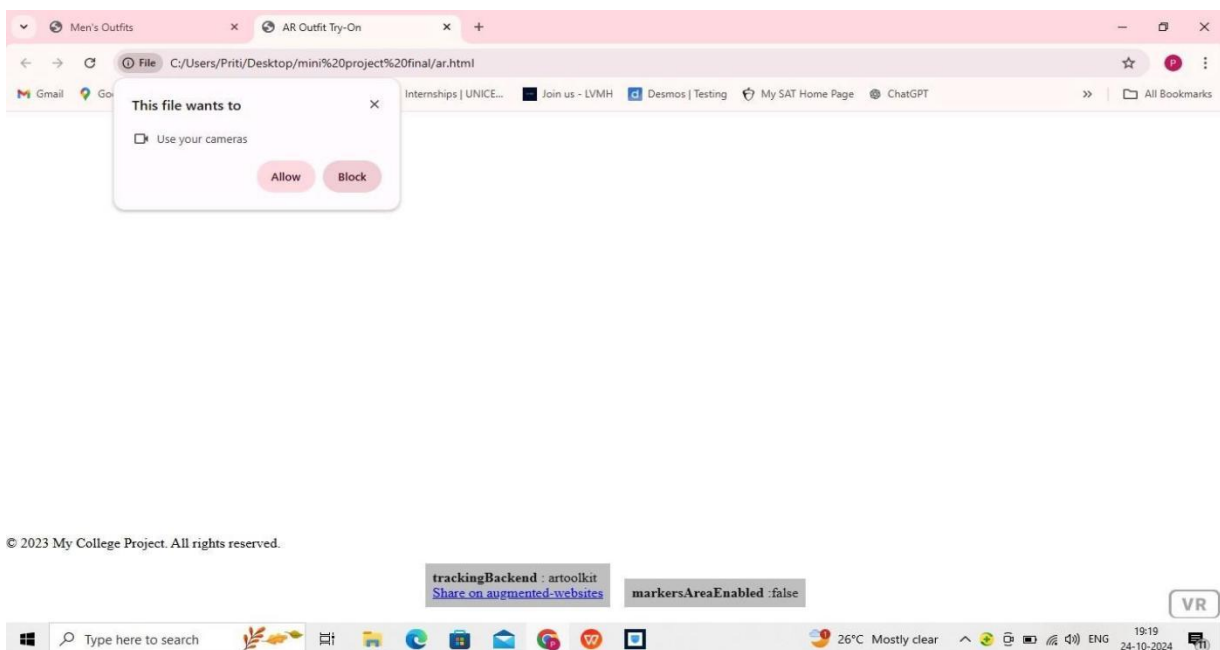 Men's Outfits
AR Outfit Try-On
File C:/Users/Priti/Desktop/mini%20project%20final/ar.html
Gmail Internships | UNICE... Join us - LVMH d Desmos | Testing My SAT Home Page ChatGPT » All Bookmarks
This file wants to
Use your cameras
Allow Block
© 2023 My College Project. All rights reserved.
trackingBackend : artoolkit
Share on augmented-websites
markersAreaEnabled :false
VR
Type here to search
26°C Mostly clear ENG
19:19
24-10-2024